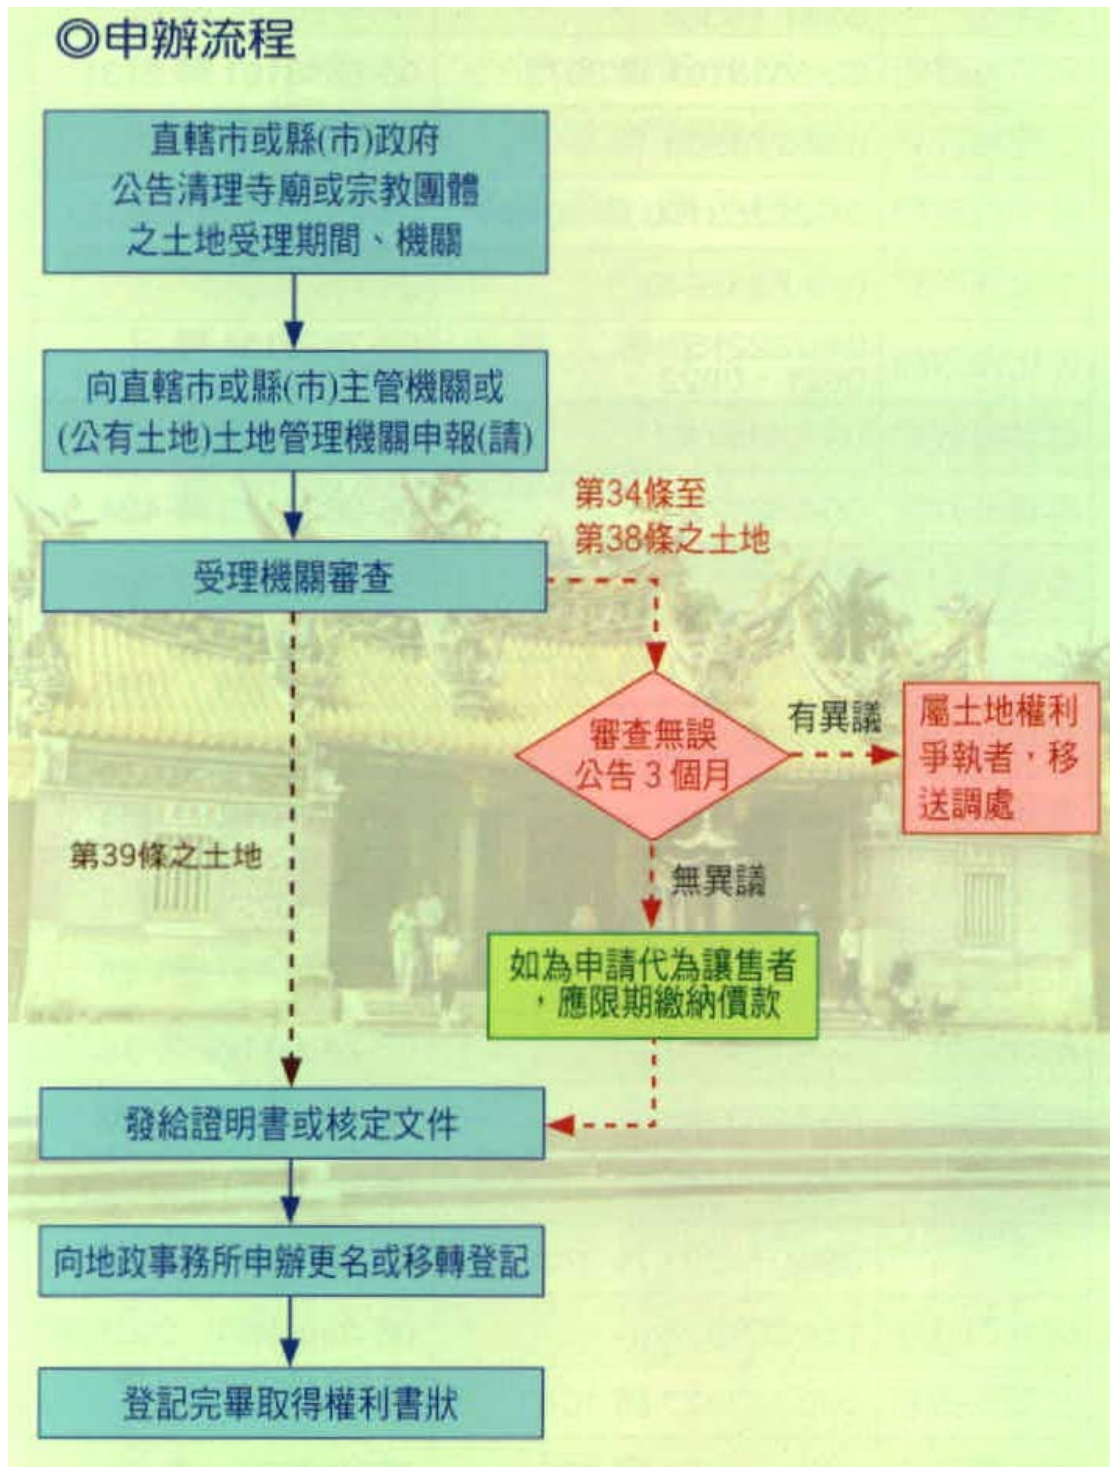 ◎申辦流程
直轄市或縣(市)政府
公告清理寺廟或宗教團體
之土地受理期間、機關
向直轄市或縣(市)主管機關或
(公有土地)土地管理機關申報(請)
第34條至
第38條之土地
受理機關審查
審查無誤
公告3個月
有異議
屬土地權利
爭執者，移
送調處
第39條之土地
無異議
如為申請代為讓售者
，應限期繳納價款
發給證明書或核定文件
向地政事務所申辦更名或移轉登記
登記完畢取得權利書狀